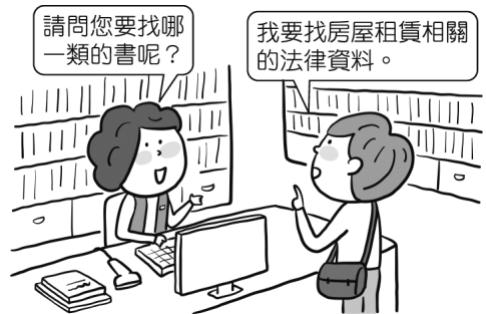 請問您要找哪
一類的書呢？
我要找房屋租賃相關
的法律資料。